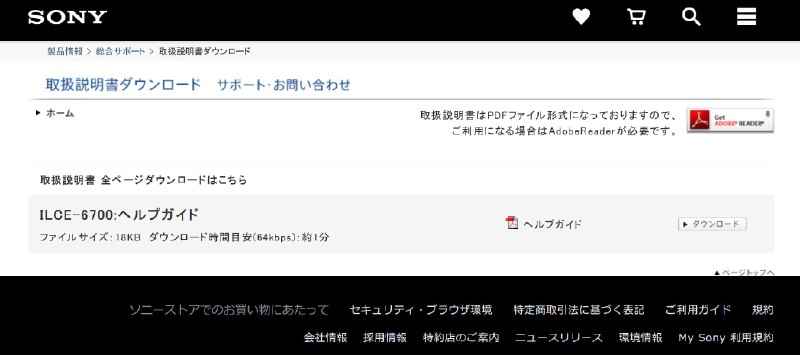 SONY
製品情報 > 総合サポート > 取扱説明書ダウンロード
取扱説明書ダウンロード サポート・お問い合わせ
ホーム
取扱説明書はPDFファイル形式になっておりますので、
ご利用になる場合はAdobeReaderが必要です。
Get
ADOBE® READER®
取扱説明書 全ページダウンロードはこちら
ILCE-6700:ヘルプガイド
ファイルサイズ:18KB ダウンロード時間目安(64kbps):約1分
ヘルプガイド
ダウンロード
ページトップへ
ソニーストアでのお買い物にあたって セキュリティ・ブラウザ環境 特定商取引法に基づく表記 ご利用ガイド 規約
会社情報 採用情報 特約店のご案内 ニュースリリース 環境情報 My Sony 利用規約